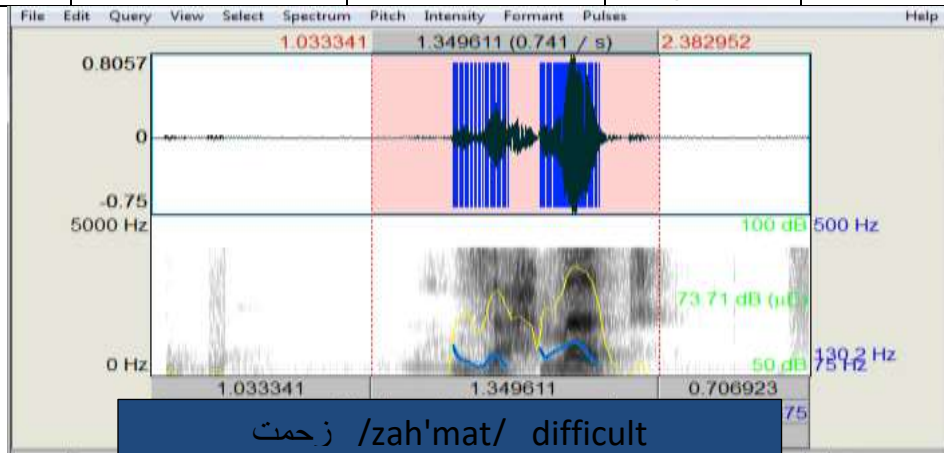 File Edit Query View Select Spectrum Pitch Intensity Formant Pulses Help
1.033341 1.349611 (0.741 / s) 2.382952
0.8057
0
-0.75
5000 Hz 100 dB 500 Hz
73.71 dB (µE)
130.2 Hz
0 Hz 50 dB 75 Hz
1.033341 1.349611 0.706923
75
زحمت /zah'mat/ difficult